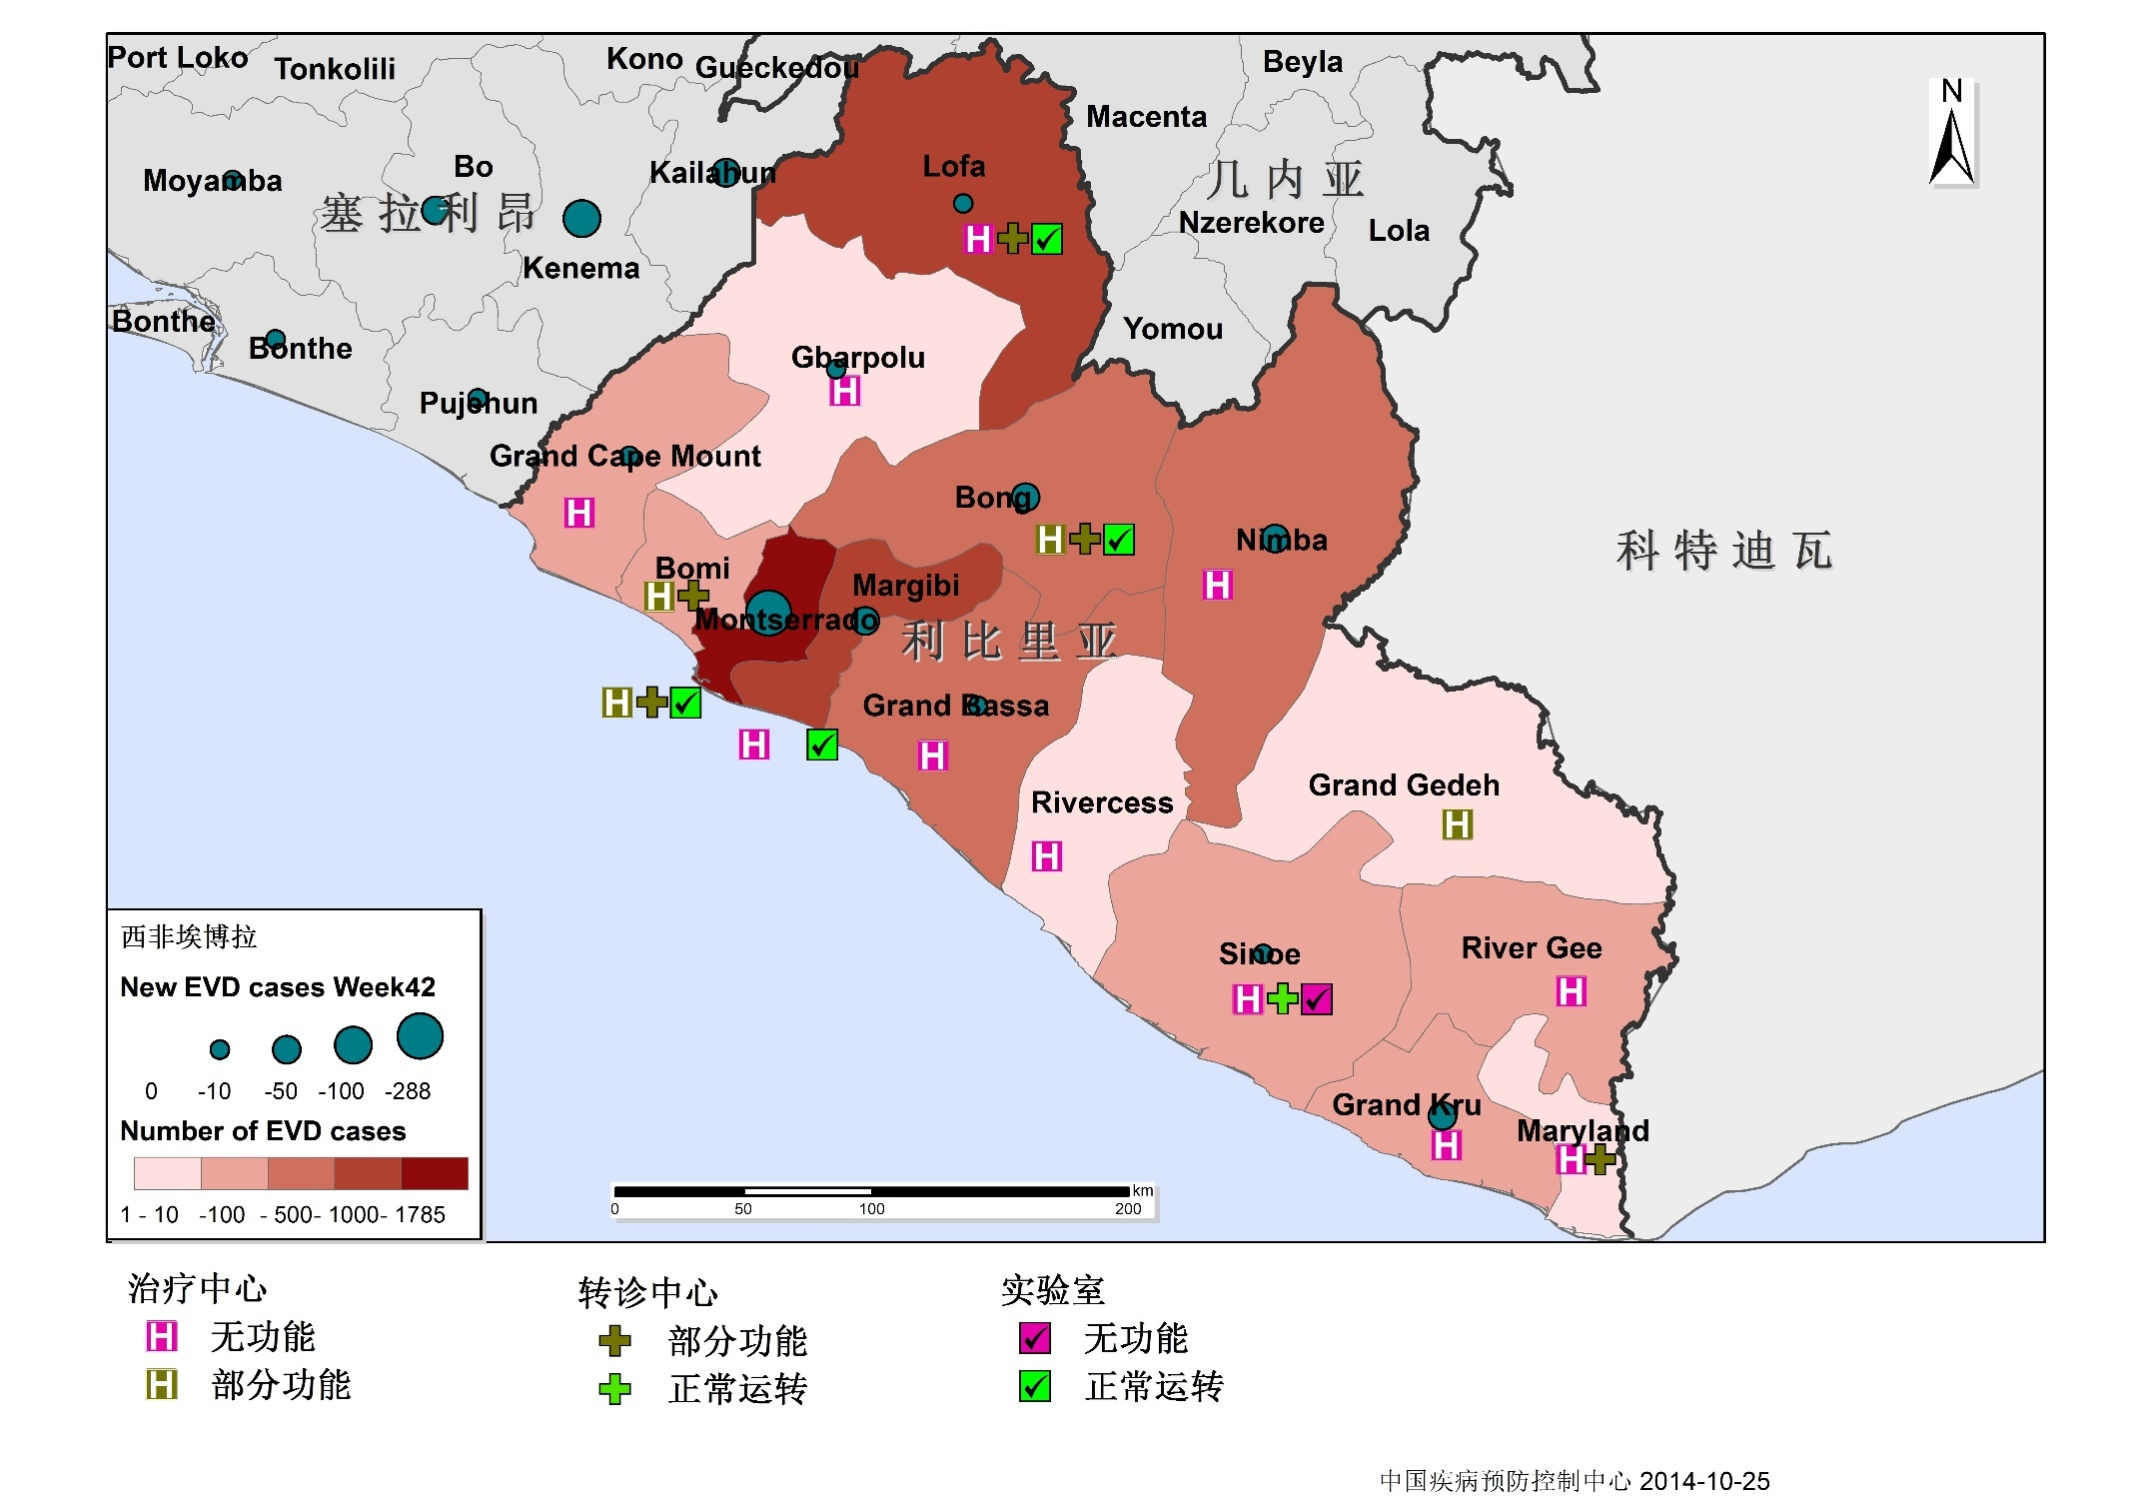 Port Loko
Tonkolili
Kono
Gueckedou
Beyla
N
Macenta
Moyamba
Bo
Kailahun
Lofa
几内亚
塞拉利昂
Nzerekore
Lola
H
Kenema
Bonthe
Bonthe
Yomou
Gbarpolu
H
Pujehun
Grand Cape Mount
H
Bong
H
Nimba
科特迪瓦
H
Bomi
H
Margibi
Montserrado
利比里亚
H
Grand Bassa
H
H
Rivercess
H
Grand Gedeh
H
Sinoe
H
River Gee
H
Grand Kru
H
Maryland
H
西非埃博拉
New EVD cases Week42
0 -10 -50 -100 -288
Number of EVD cases
1 - 10 -100 - 500- 1000- 1785
km
0 50 100 200
治疗中心
H 无功能
H 部分功能
转诊中心
部分功能
正常运转
实验室
无功能
正常运转
中国疾病预防控制中心 2014-10-25